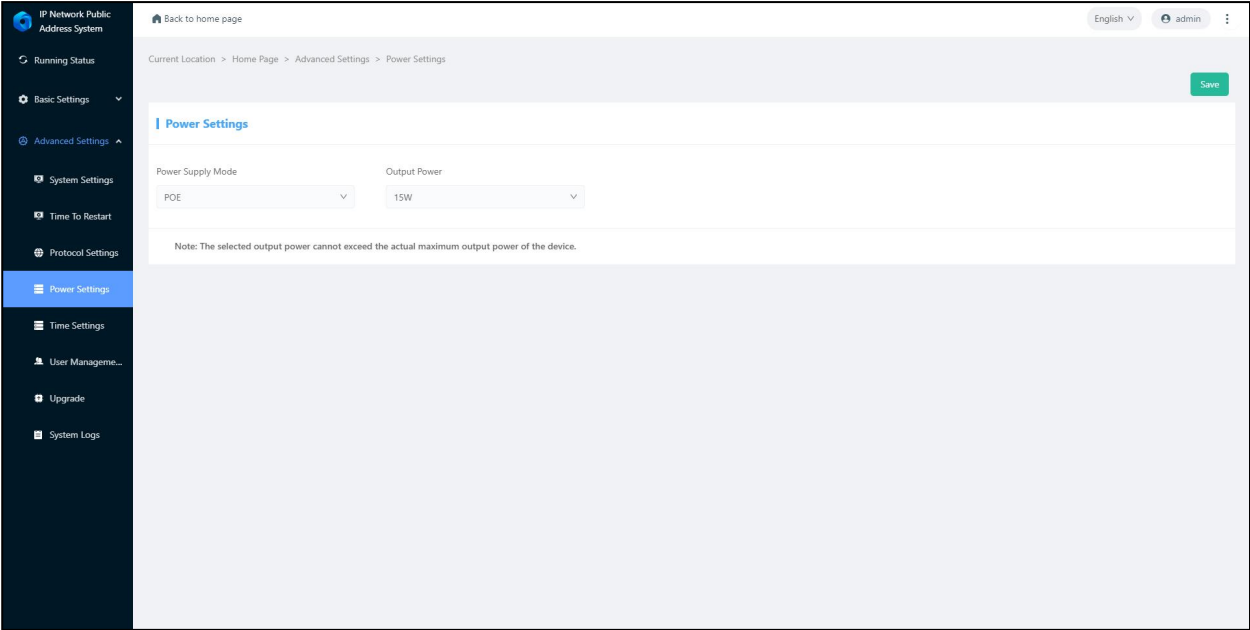 IP Network Public
Address System
Back to home page
English
admin
Running Status
Basic Settings
Advanced Settings
System Settings
Time To Restart
Protocol Settings
Power Settings
Time Settings
User Manageme...
Upgrade
System Logs
Current Location > Home Page > Advanced Settings > Power Settings
Save
Power Settings
Power Supply Mode
Output Power
POE
15W
Note: The selected output power cannot exceed the actual maximum output power of the device.